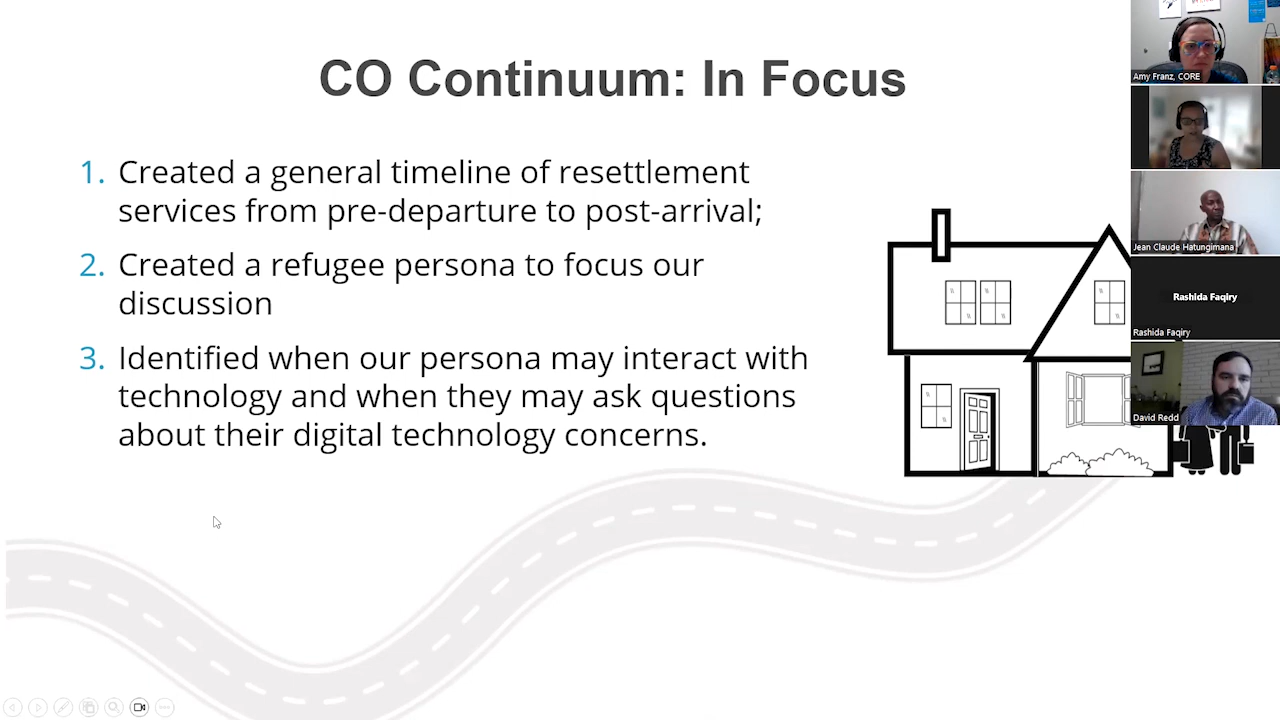 CO Continuum: In Focus
1. Created a general timeline of resettlement
services from pre-departure to post-arrival;
2. Created a refugee persona to focus our
discussion
3. Identified when our persona may interact with
technology and when they may ask questions
about their digital technology concerns.
Amy Franz, CORE
Jean Claude Hatungimana
Rashida Faqiry
Rashida Faqiry
David Redd